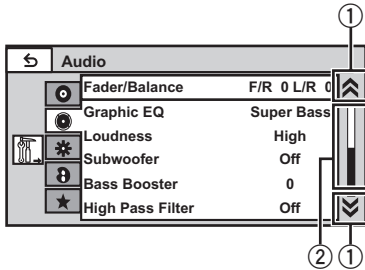 ①
Audio
Fader/Balance F/R 0 L/R 0
Graphic EQ Super Bass
Loudness High
Subwoofer Off
Bass Booster 0
High Pass Filter Off
② ①